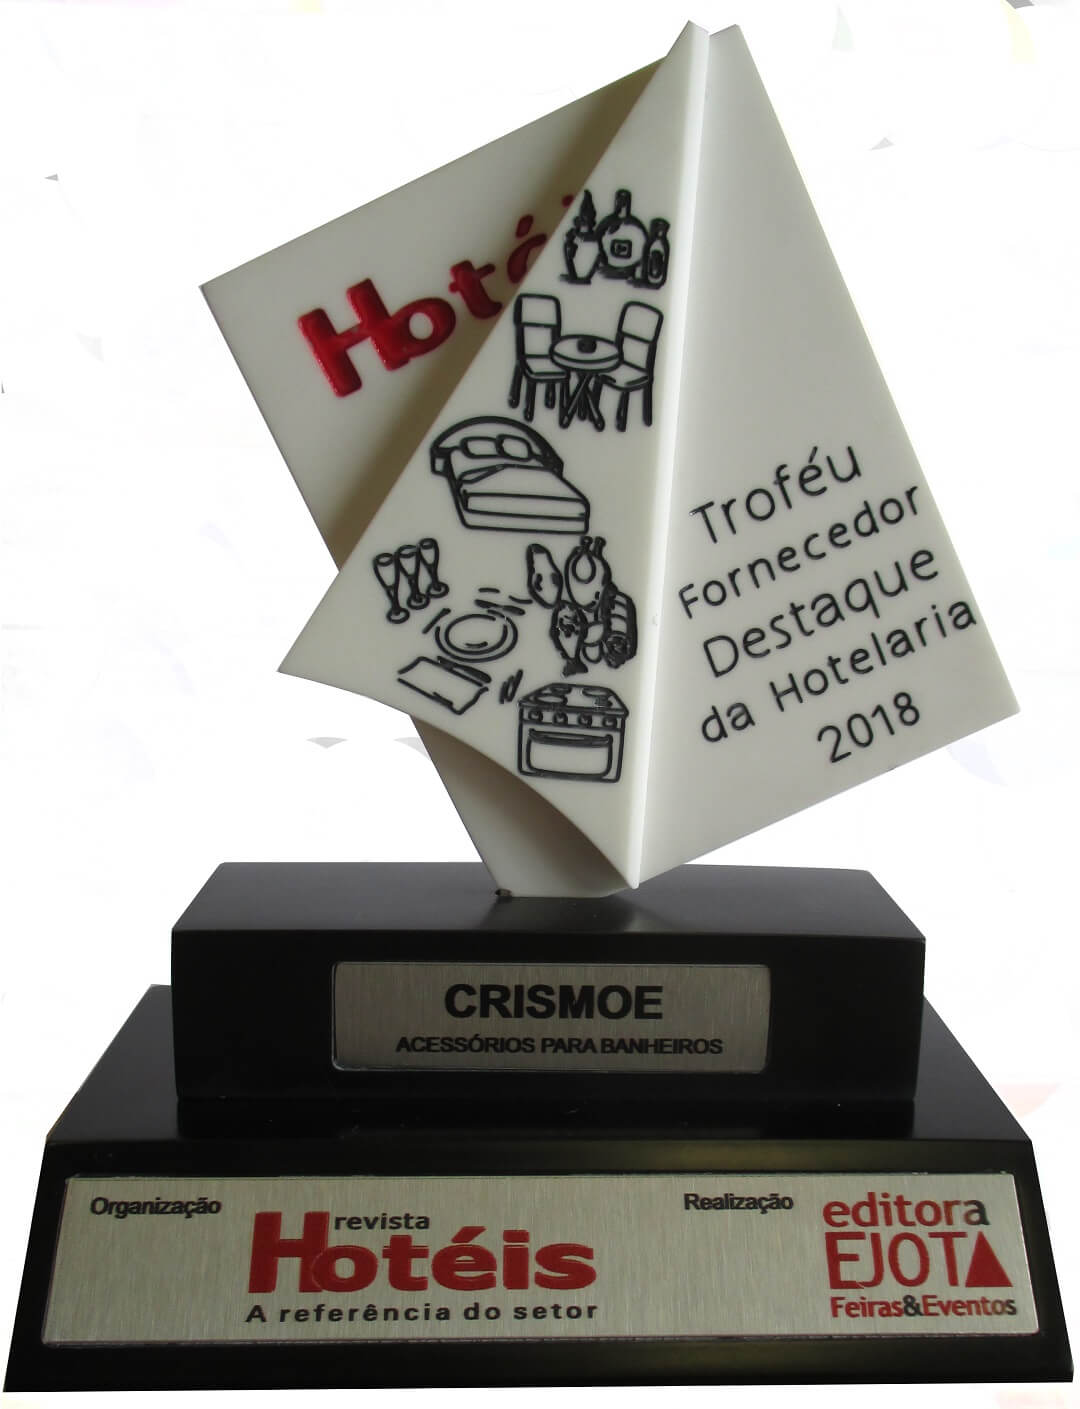 Hoté
Troféu
Fornecedor
Destaque
da Hotelaria
2018
CRISMOE
ACESSÓRIOS PARA BANHEIROS
Organização
revista
Hotéis
A referência do setor
Realização
editora
EJOTA
Feiras&Eventos